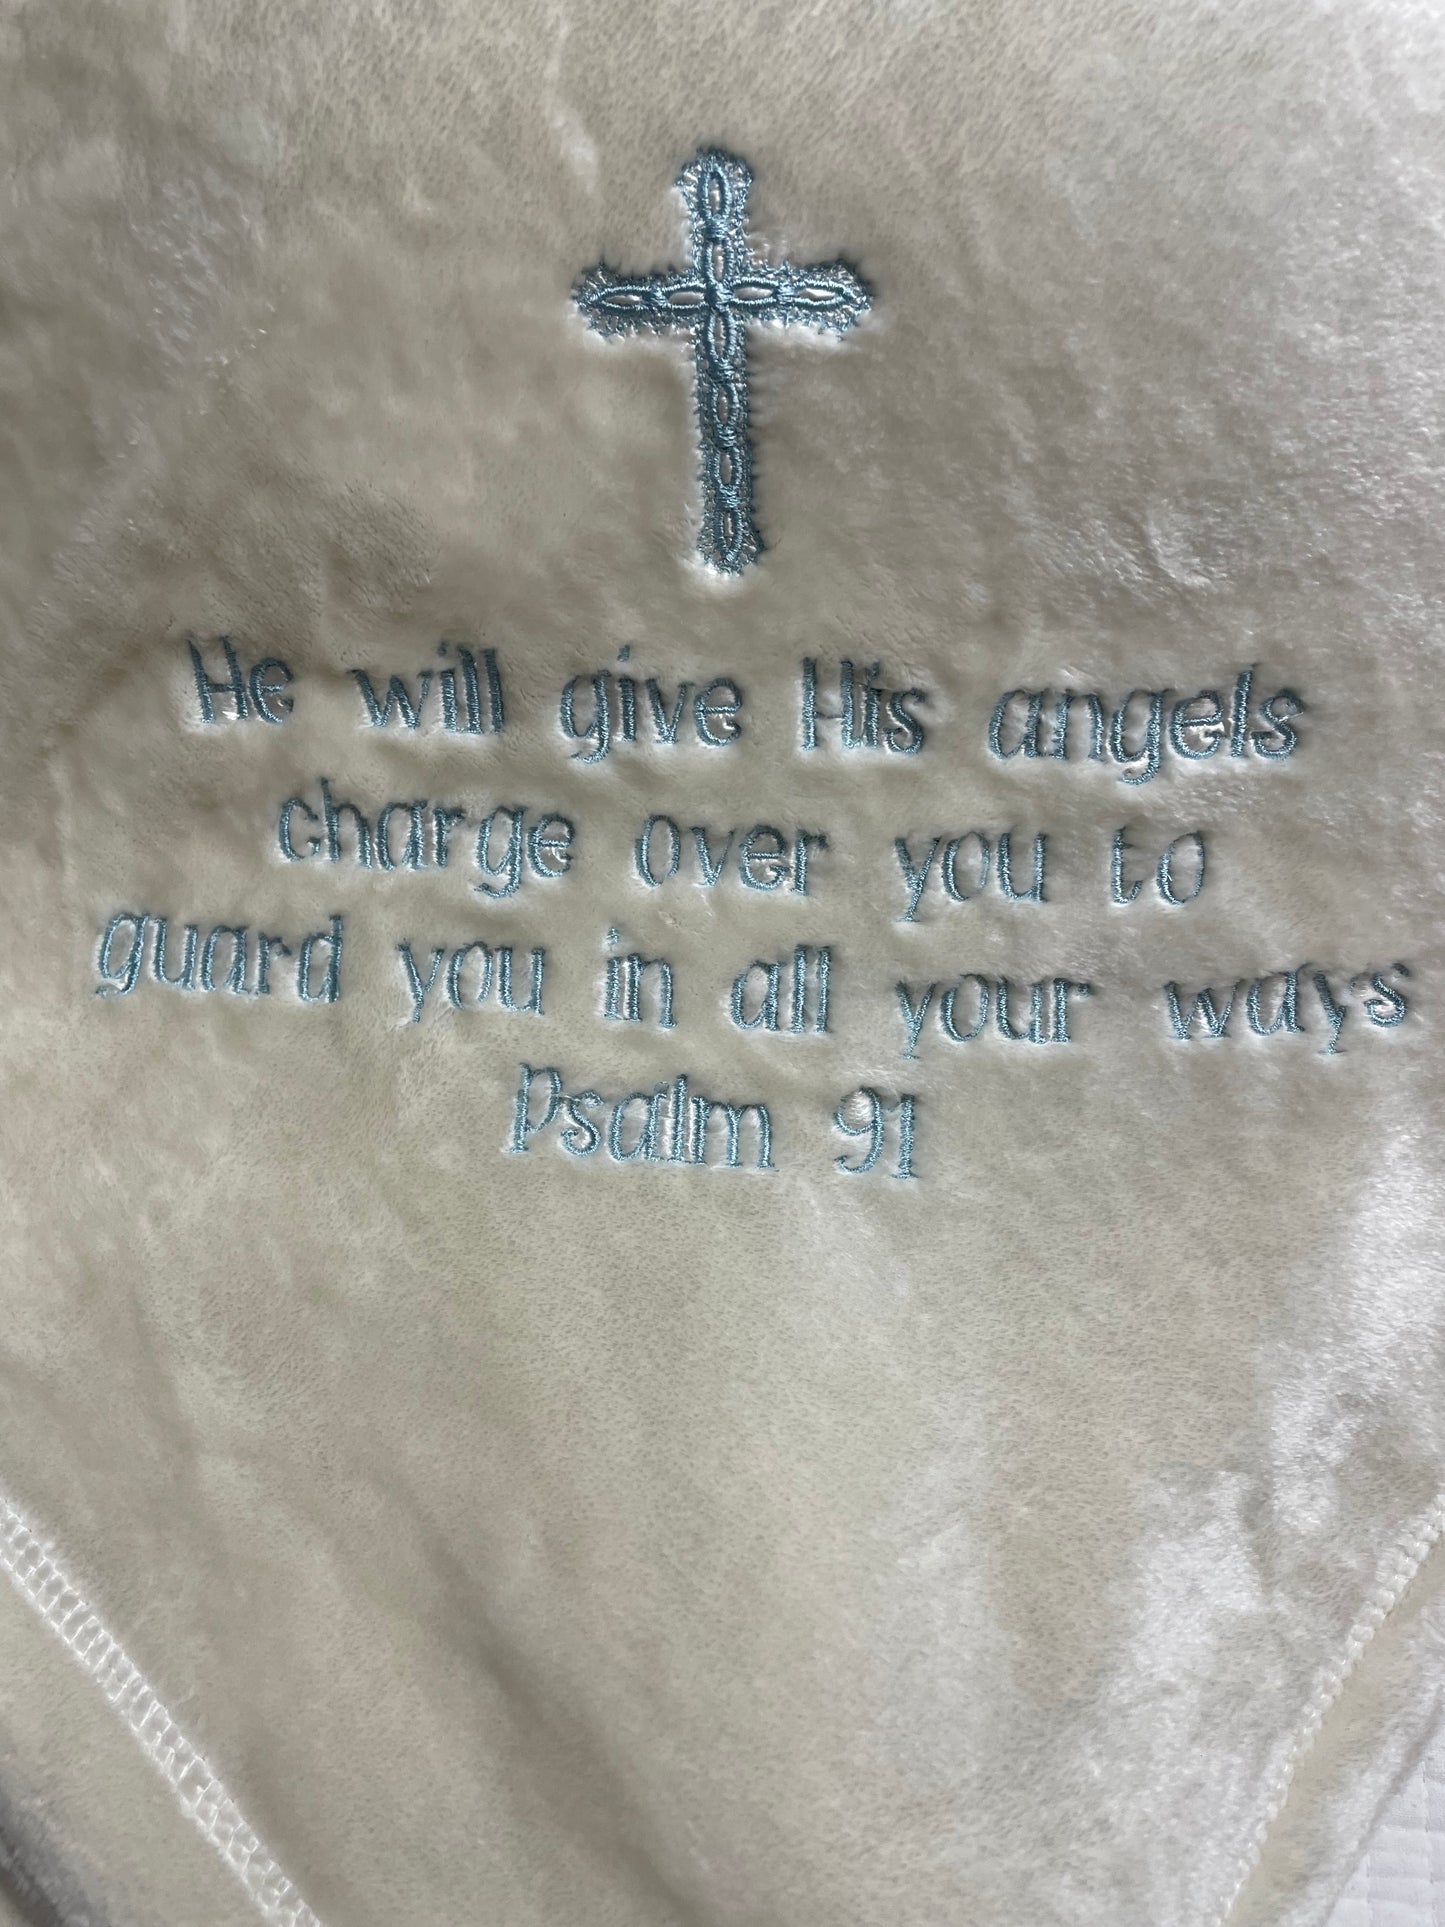 He will give His angels
charge over you to
guard you in all your ways
Psalm 91